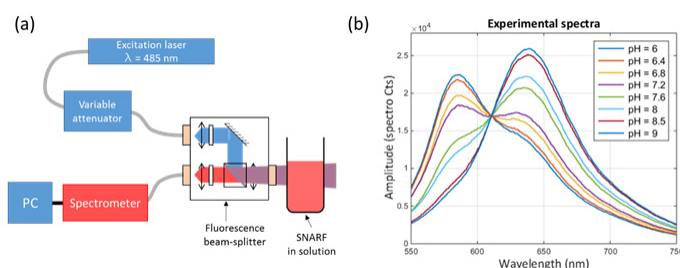 (a)
Excitation laser
λ = 485 nm
Variable
attenuator
PC
Spectrometer
Fluorescence
beam-splitter
SNARF
in solution
(b)
Experimental spectra
×10⁴
Amplitude (spectro Cts)
2.5
2
1.5
1
0.5
0
550
600
650
700
750
Wavelength (nm)
pH = 6
pH = 6.4
pH = 6.8
pH = 7.2
pH = 7.6
pH = 8
pH = 8.5
pH = 9